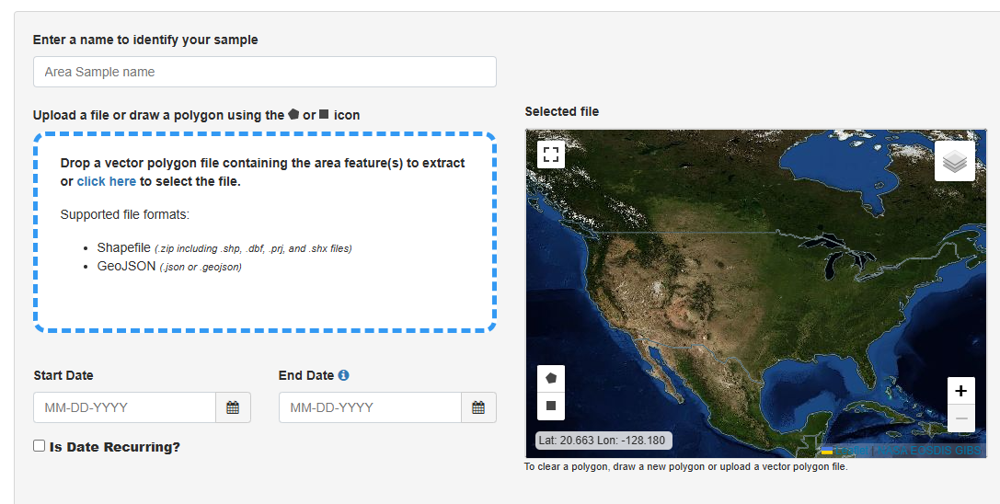 Enter a name to identify your sample
Area Sample name
Upload a file or draw a polygon using the or icon
Drop a vector polygon file containing the area feature(s) to extract
or click here to select the file.
Supported file formats:
Shapefile (.zip including .shp, .dbf, .prj, and .shx files)
GeoJSON (.json or .geojson)
Start Date
End Date
MM-DD-YYYY
MM-DD-YYYY
Is Date Recurring?
Selected file
+
−
Lat: 20.663 Lon: -128.180
Leaflet | NASA EOSDIS GIBS
To clear a polygon, draw a new polygon or upload a vector polygon file.